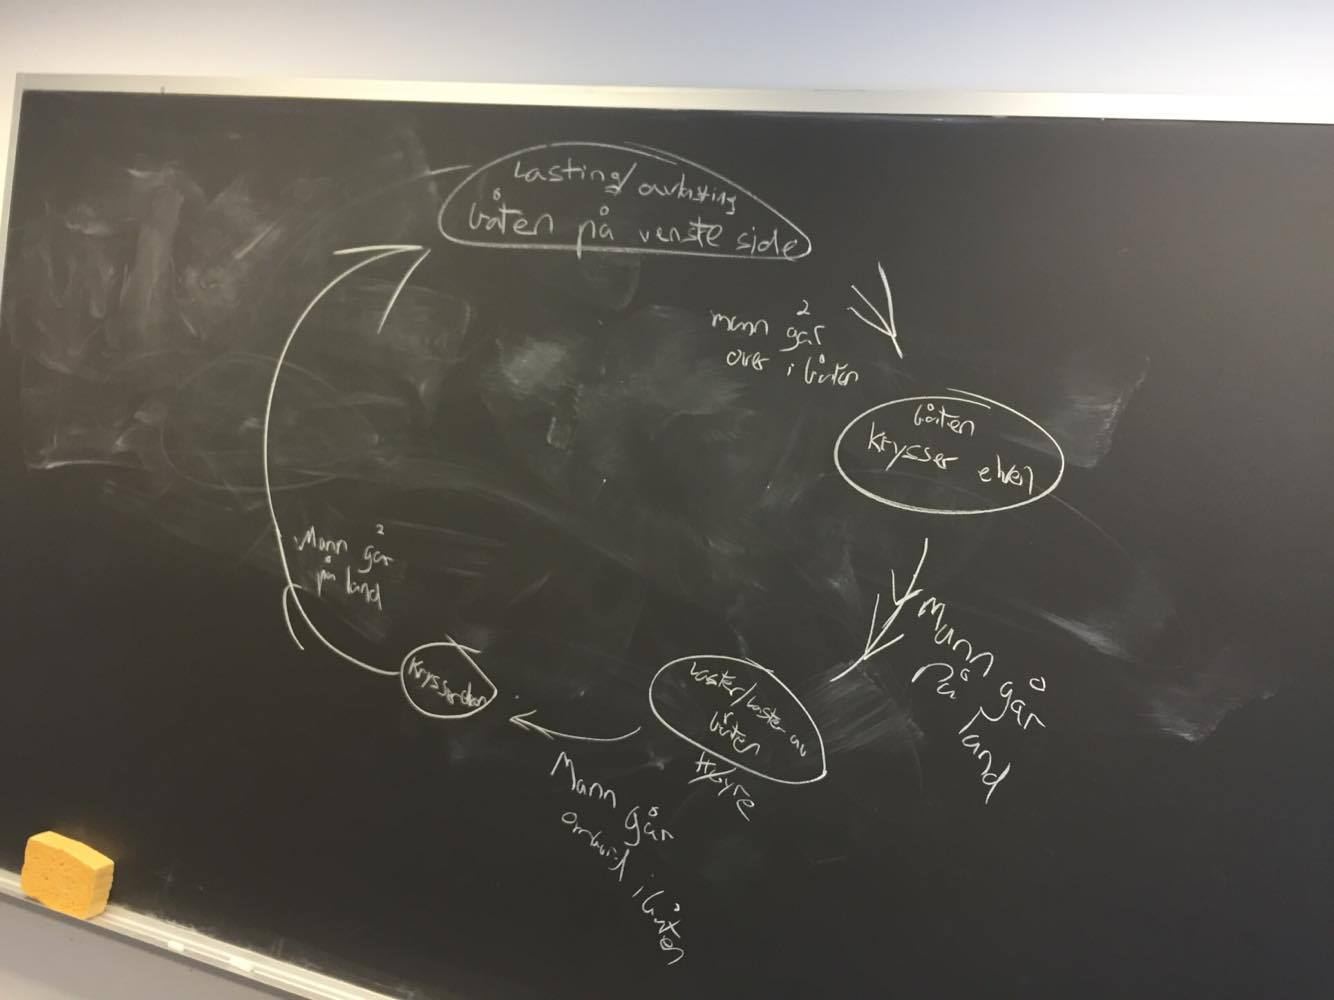 Lasting/avlasting
båten på venste side
mann går
over i båten
båten
krysser elven
Mann går
på land
Laster/laster av
båten
Høyre
Mann går
ombord i båten
krysser elven
Mann går
på land